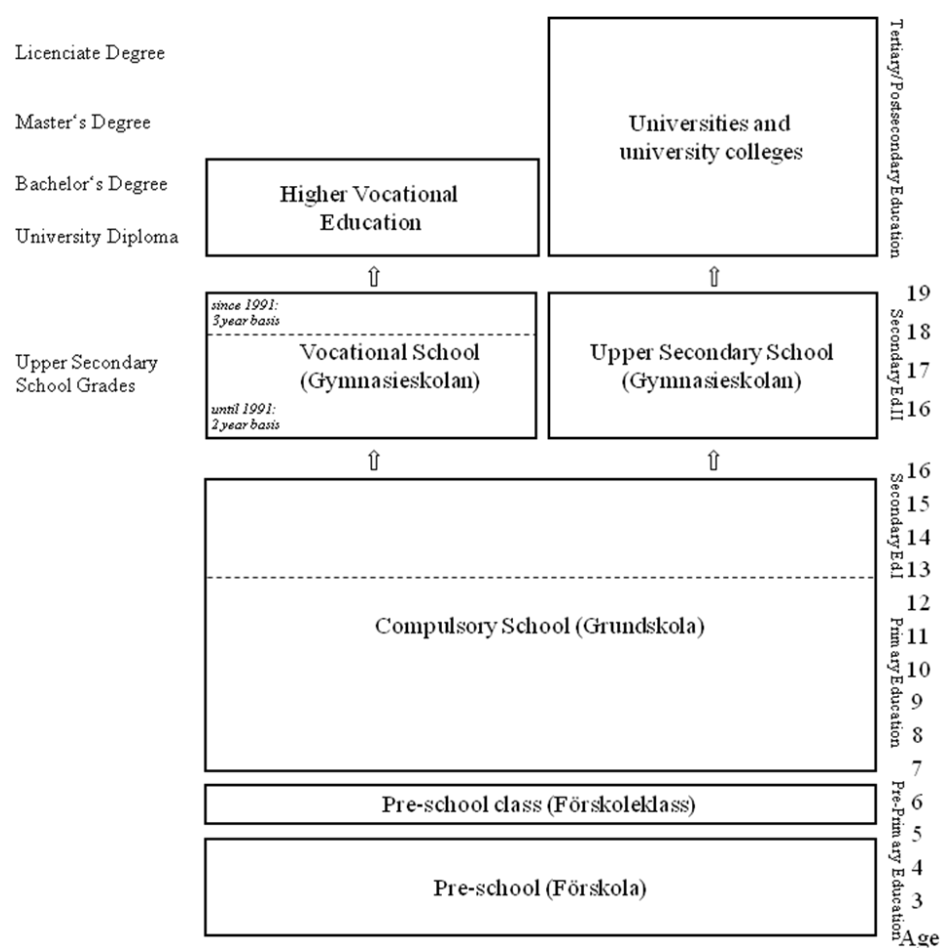 Licenciate Degree
Master's Degree
Bachelor's Degree
University Diploma
Universities and
university colleges
Higher Vocational
Education
Tertiary/Postsecondary Education
Upper Secondary
School Grades
since 1991:
3 year basis
Vocational School
(Gymnasieskolan)
until 1991:
2 year basis
Upper Secondary School
(Gymnasieskolan)
Secondary Ed.II
19
18
17
16
Compulsory School (Grundskola)
Secondary Ed.I
Primary Education
16
15
14
13
12
11
10
9
8
7
Pre-school class (Förskoleklass)
Pre-school (Förskola)
Pre-Primary Education
6
5
4
3
Age